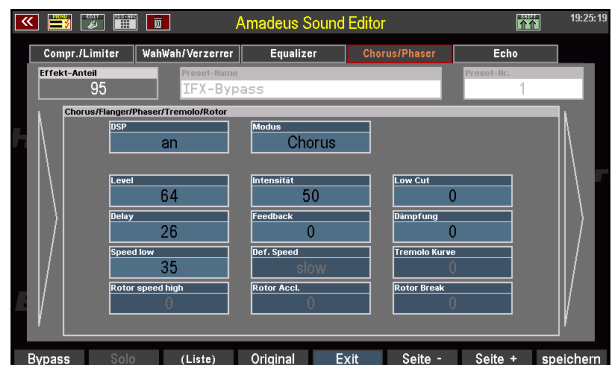 MENU EDIT SHIFT
Amadeus Sound Editor
19:25:19
Compr./Limiter WahWah/Verzerrer Equalizer Chorus/Phaser Echo
Effekt-Anteil Preset-Name Preset-Nr.
95 IFX-Bypass 1
Chorus/Flanger/Phaser/Tremolo/Rotor
DSP Modus
an Chorus
Level Intensität Low Cut
64 50 0
Delay Feedback Dämpfung
26 0 0
Speed low Def. Speed Tremolo Kurve
35 slow 0
Rotor speed high Rotor Accl. Rotor Break
0 0 0
Bypass Solo (Liste) Original Exit Seite - Seite + speichern